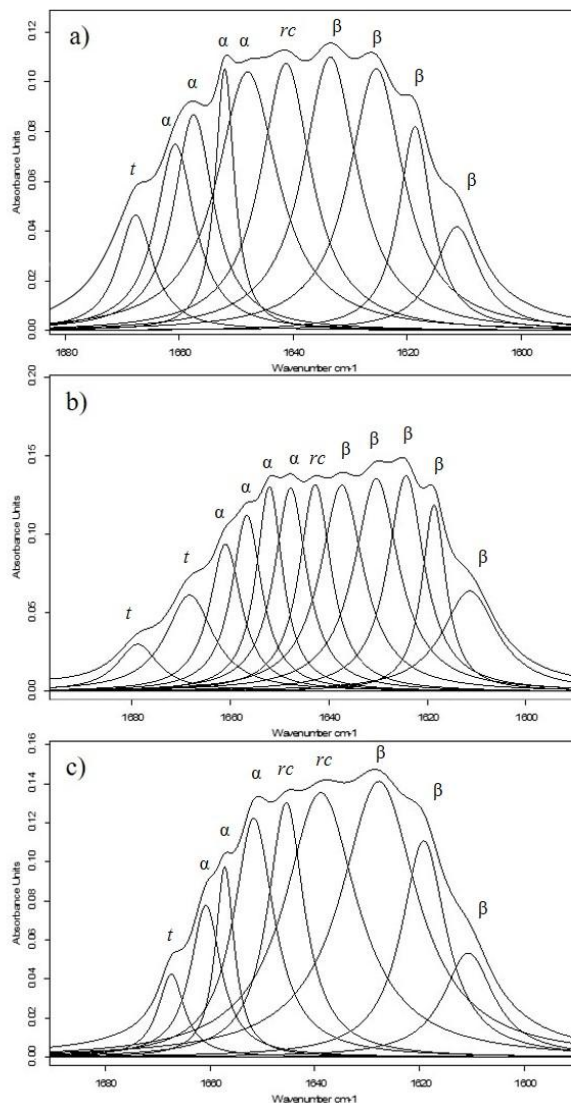 a)
α α rc β
α β
α β
t β
0.12
0.10
0.08
0.06
0.04
0.02
0.00
Absorbance Units
1680 1660 1640 1620 1600
Wavenumber cm-1
b)
α α rc β β β
α β
α
t β
t
0.20
0.15
0.10
0.05
0.00
Absorbance Units
1680 1660 1640 1620 1600
Wavenumber cm-1
c)
α rc rc β
α β
α
t β
0.16
0.14
0.12
0.10
0.08
0.06
0.04
0.02
0.00
Absorbance Units
1680 1660 1640 1620 1600
Wavenumber cm-1